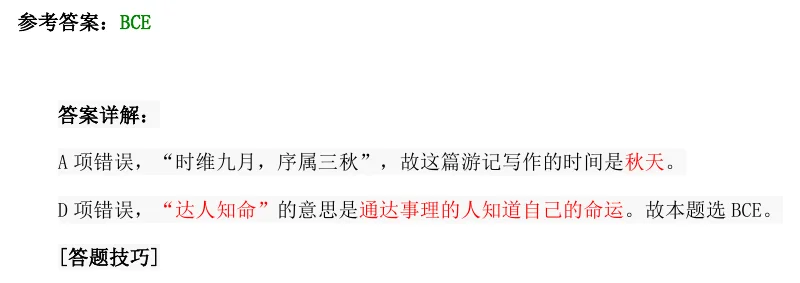 参考答案：BCE
答案详解：
A 项错误，“时维九月，序属三秋”，故这篇游记写作的时间是秋天。
D 项错误，“达人知命”的意思是通达事理的人知道自己的命运。故本题选 BCE。
[答题技巧]